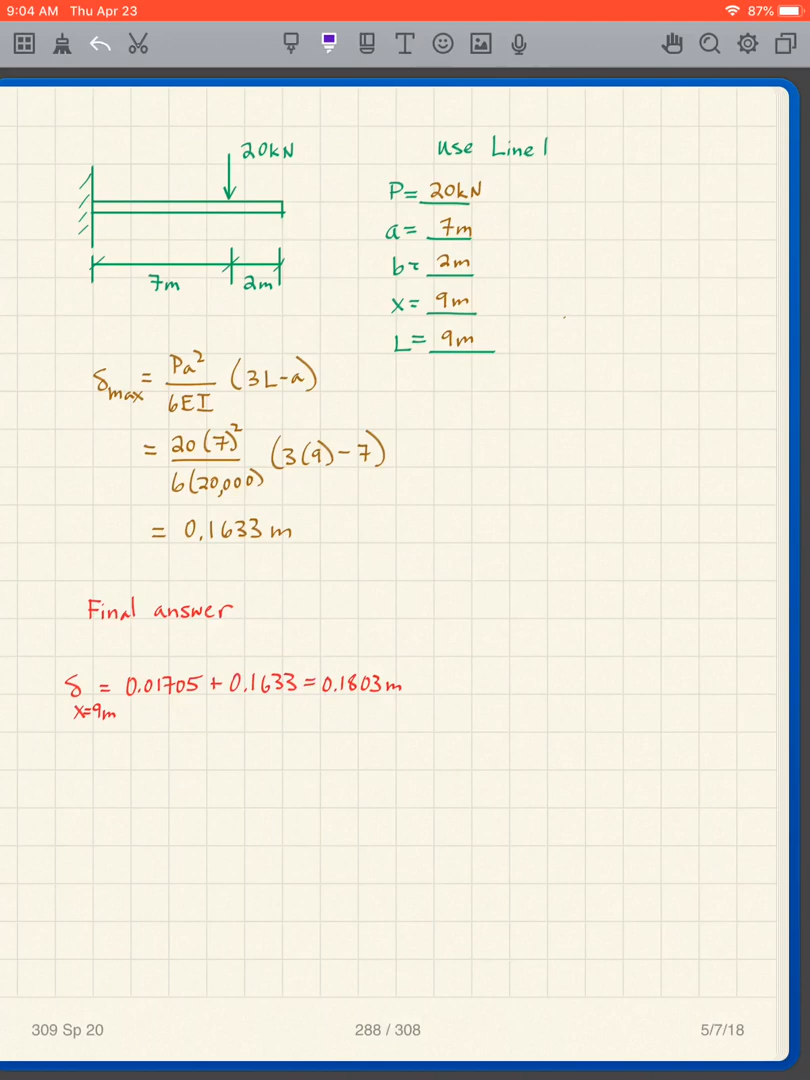 9:04 AM Thu Apr 23
87%
T
20kN
7m
2m
Use Line 1
P= 20kN
a= 7m
b= 2m
x= 9m
L= 9m
δmax = Pa²/6EI (3L-a)
= 20(7)²/6(20,000) (3(9)-7)
= 0.1633 m
Final answer
δ = 0.01705 + 0.1633 = 0.1803 m
x=9m
309 Sp 20
288 / 308
5/7/18